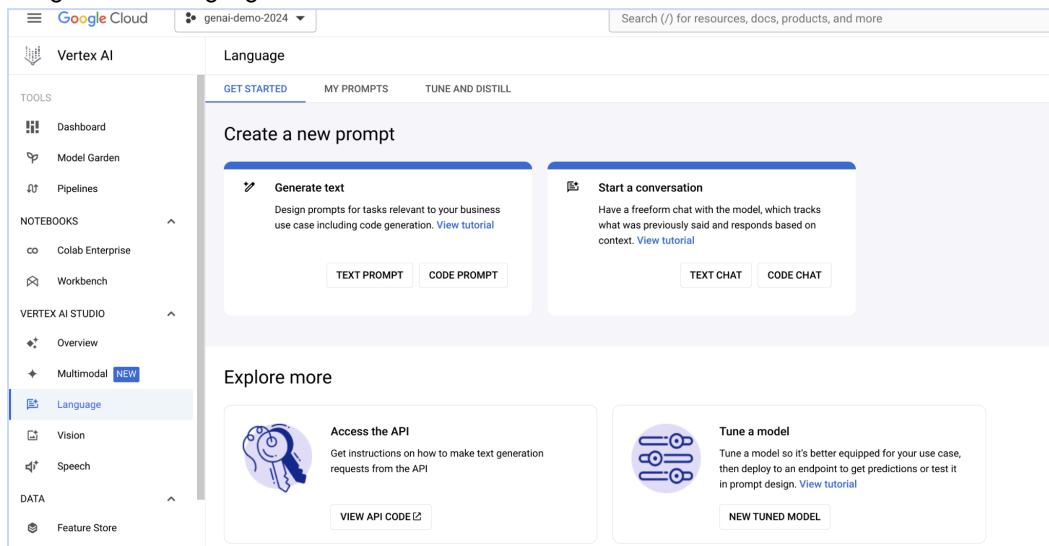 Google Cloud
genai-demo-2024
Search (/) for resources, docs, products, and more
Vertex AI
TOOLS
Dashboard
Model Garden
Pipelines
NOTEBOOKS
Colab Enterprise
Workbench
VERTEX AI STUDIO
Overview
Multimodal NEW
Language
Vision
Speech
DATA
Feature Store
Language
GET STARTED MY PROMPTS TUNE AND DISTILL
Create a new prompt
Generate text
Design prompts for tasks relevant to your business
use case including code generation. View tutorial
TEXT PROMPT CODE PROMPT
Start a conversation
Have a freeform chat with the model, which tracks
what was previously said and responds based on
context. View tutorial
TEXT CHAT CODE CHAT
Explore more
Access the API
Get instructions on how to make text generation
requests from the API
VIEW API CODE
Tune a model
Tune a model so it's better equipped for your use case,
then deploy to an endpoint to get predictions or test it
in prompt design. View tutorial
NEW TUNED MODEL